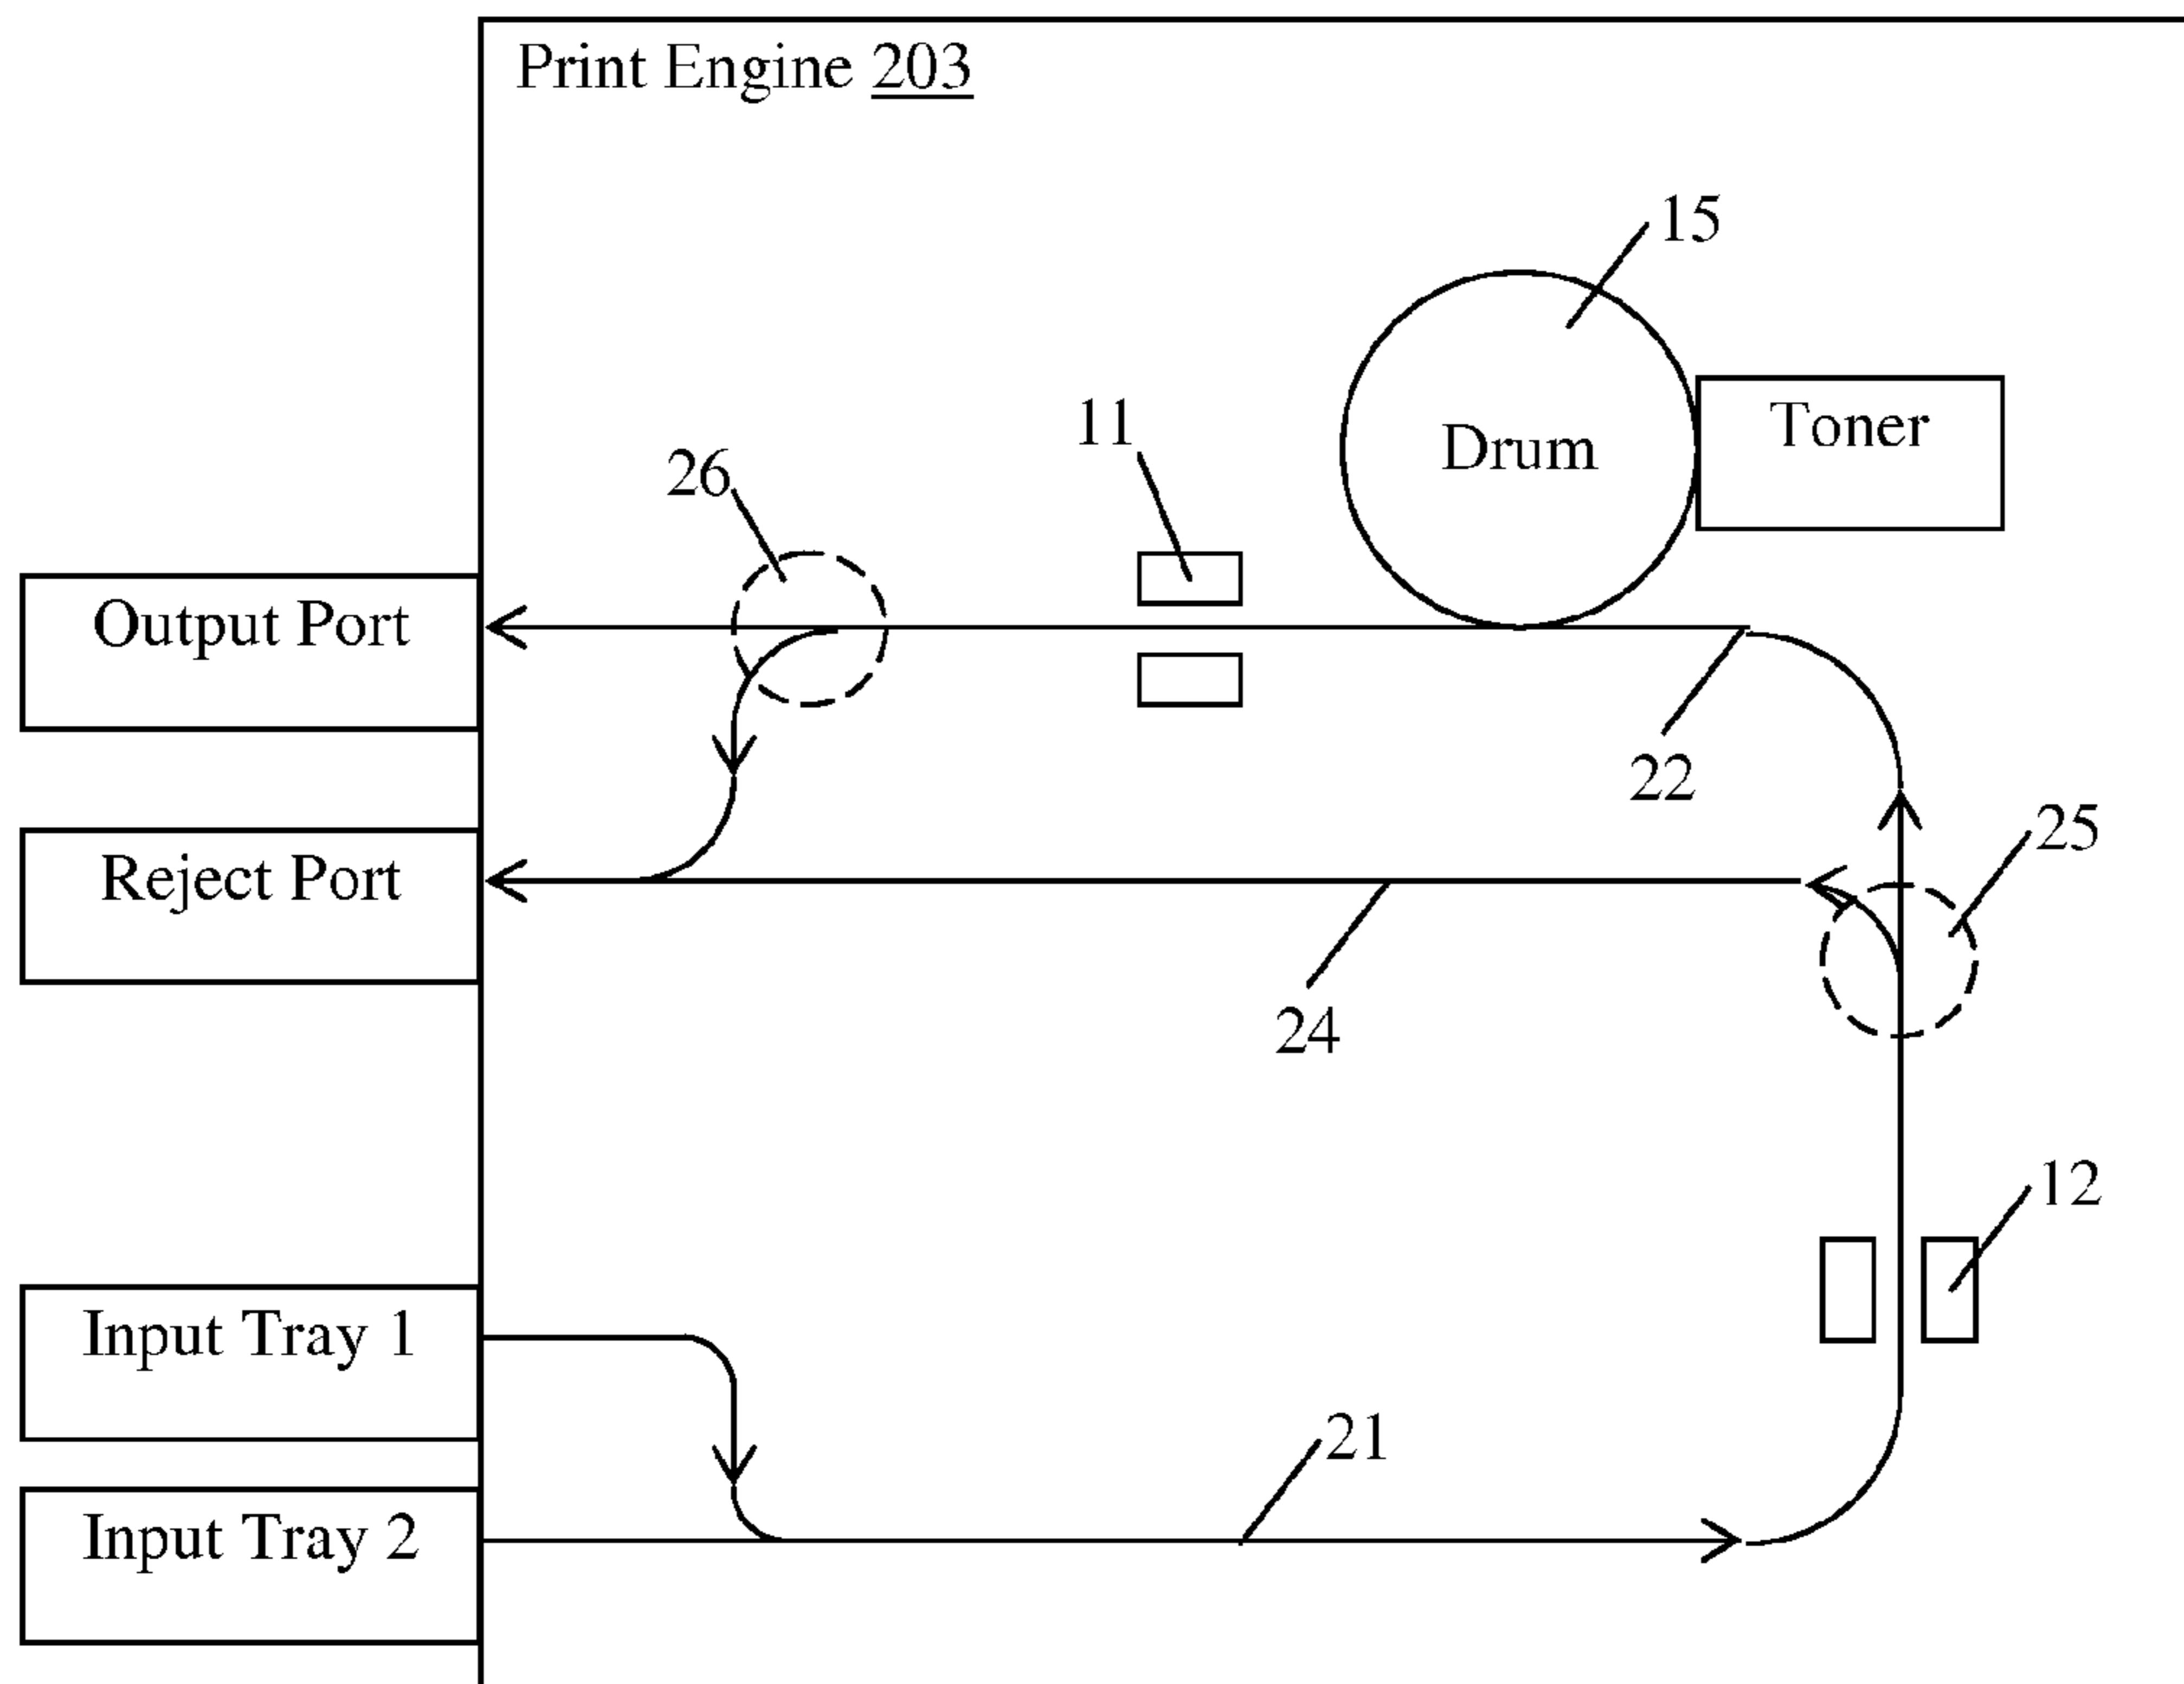 Print Engine 203
15
Toner
11
Drum
26
Output Port
22
25
Reject Port
24
12
Input Tray 1
21
Input Tray 2